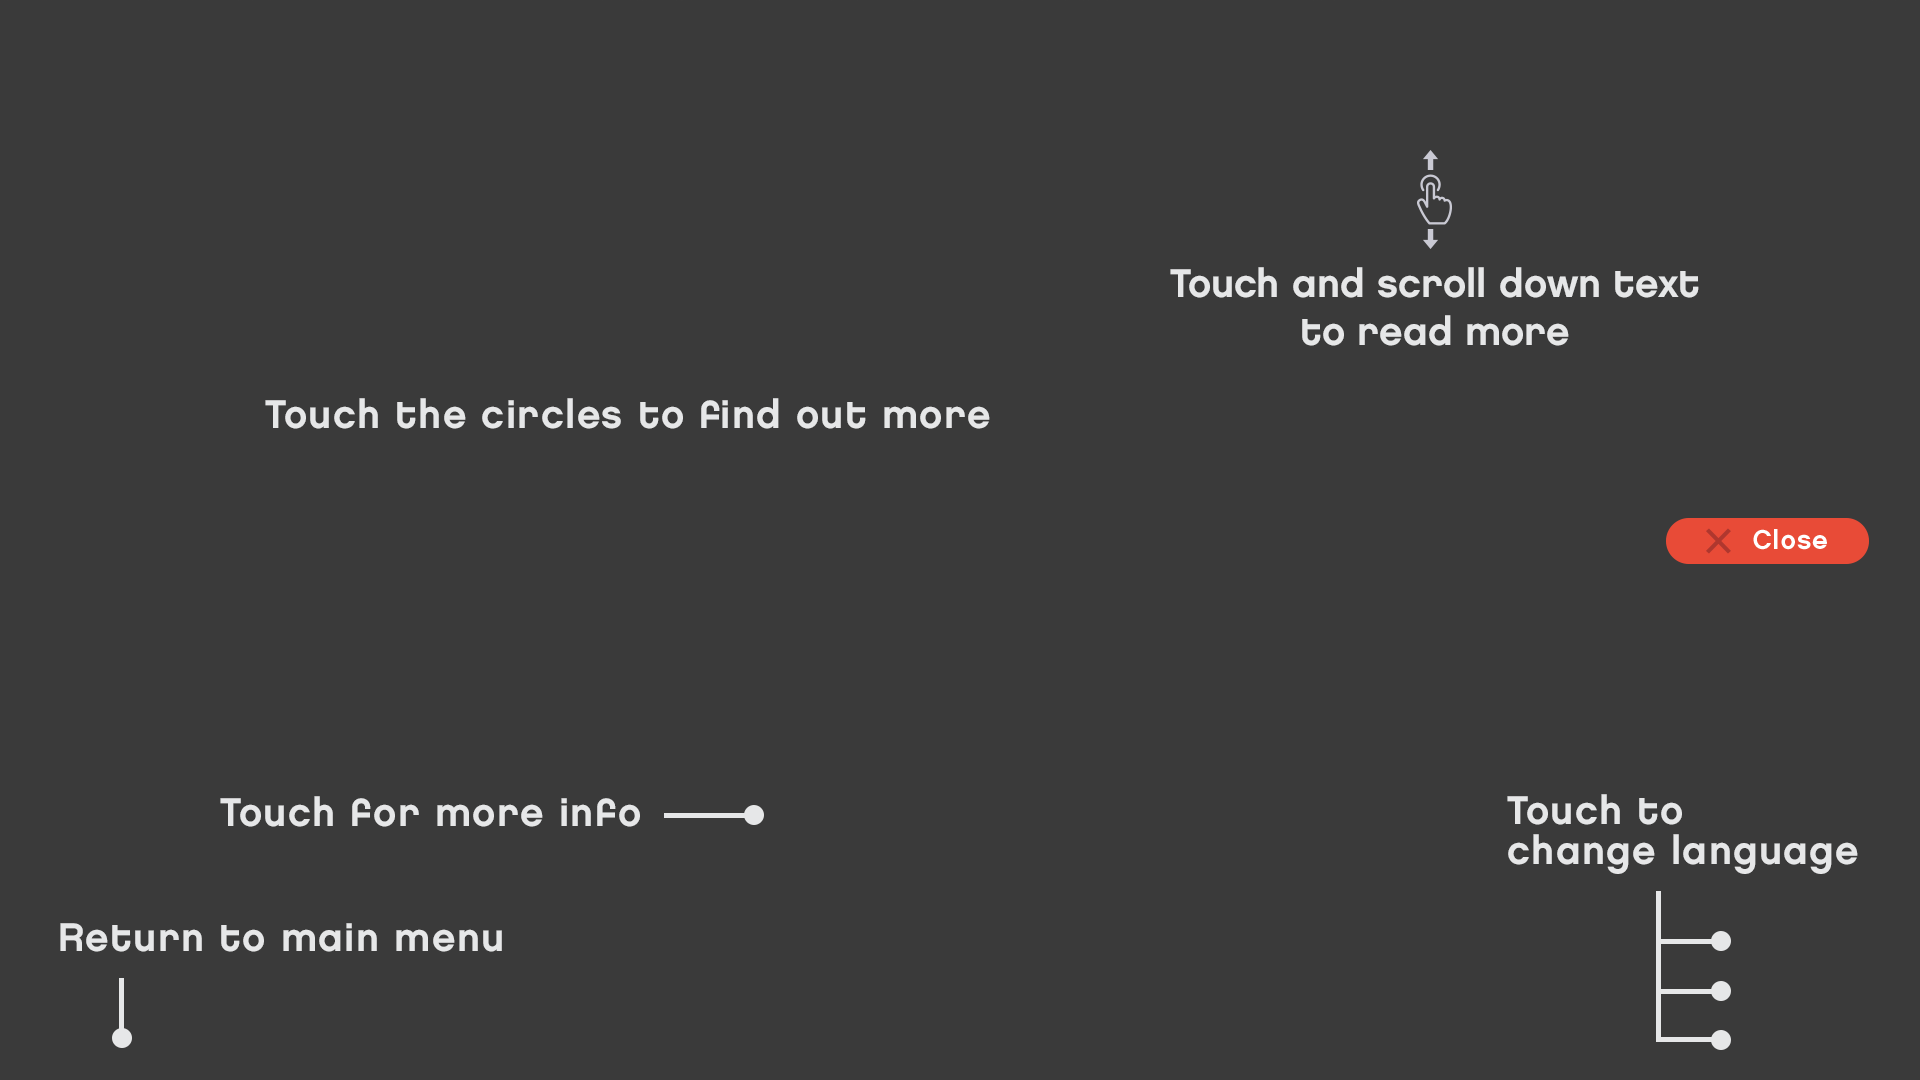 Touch and scroll down text
to read more
Touch the circles to find out more
Close
Touch for more info
Touch to
change language
Return to main menu